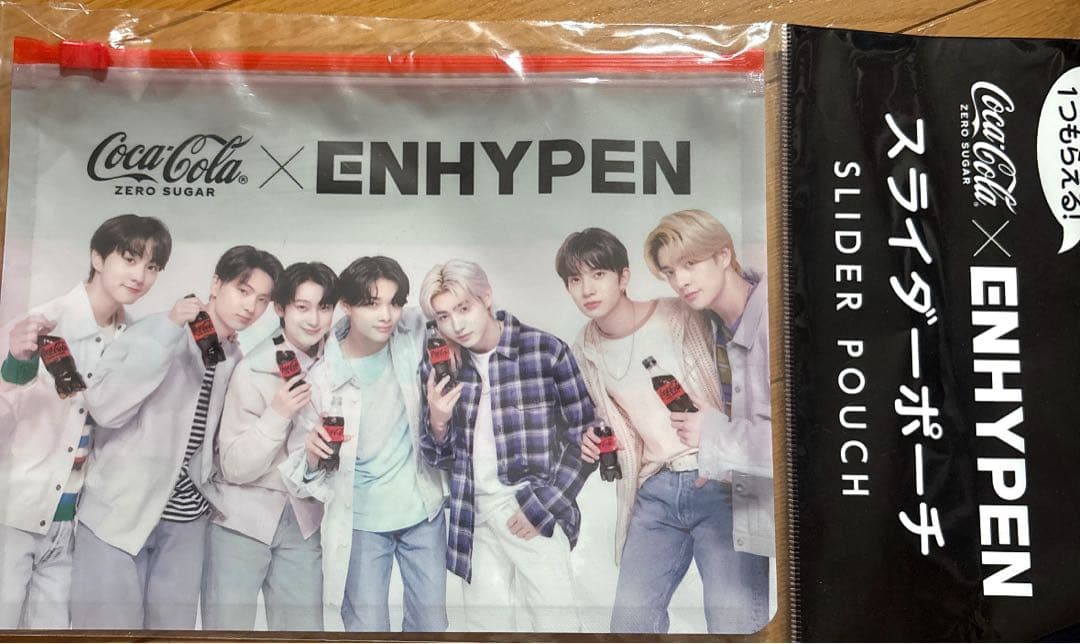 Coca-Cola®
ZERO SUGAR
×
ENHYPEN
1つもらえる!
Coca-Cola®
ZERO SUGAR
×
ENHYPEN
スライダーポーチ
SLIDER POUCH